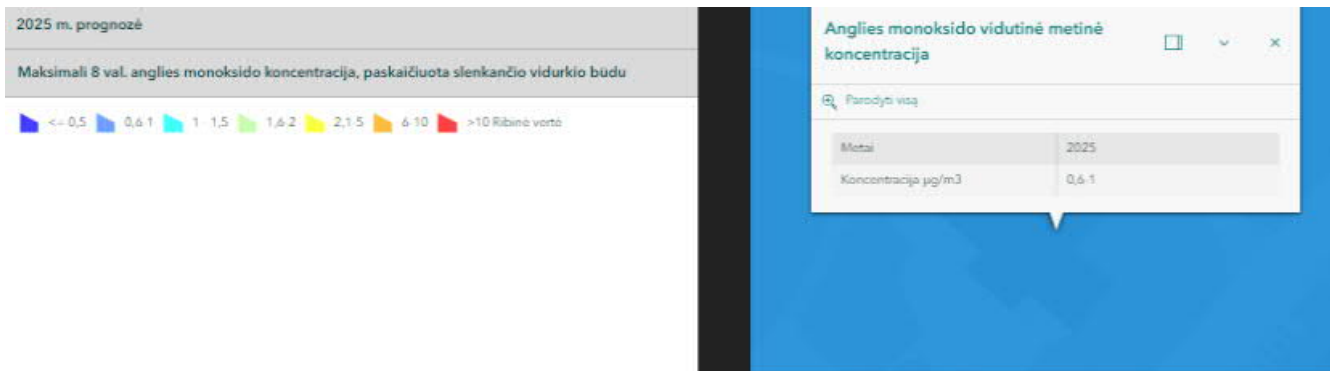 2025 m. prognozė
Maksimali 8 val. anglies monoksido koncentracija, paskaičiuota slenkančio vidurkio būdu
<= 0,5 0,6-1 1 - 1,5 1,6-2 2,1-5 6-10 >10 Ribinė vertė
Anglies monoksido vidutinė metinė
koncentracija
Parodyti visą
Metai 2025
Koncentracija µg/m3 0,6-1